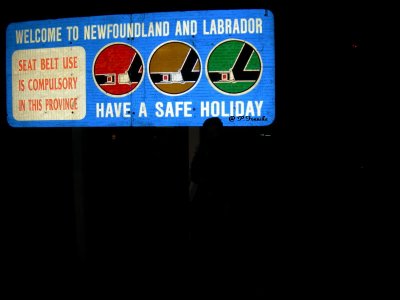 WELCOME TO NEWFOUNDLAND AND LABRADOR
SEAT BELT USE
IS COMPULSORY
IN THIS PROVINCE
HAVE A SAFE HOLIDAY